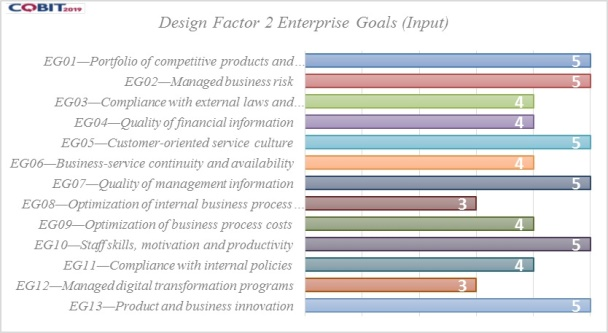 COBIT 2019
Design Factor 2 Enterprise Goals (Input)
EG01—Portfolio of competitive products and... 5
EG02—Managed business risk 5
EG03—Compliance with external laws and... 4
EG04—Quality of financial information 4
EG05—Customer-oriented service culture 5
EG06—Business-service continuity and availability 4
EG07—Quality of management information 5
EG08—Optimization of internal business process... 3
EG09—Optimization of business process costs 4
EG10—Staff skills, motivation and productivity 5
EG11—Compliance with internal policies 4
EG12—Managed digital transformation programs 3
EG13—Product and business innovation 5